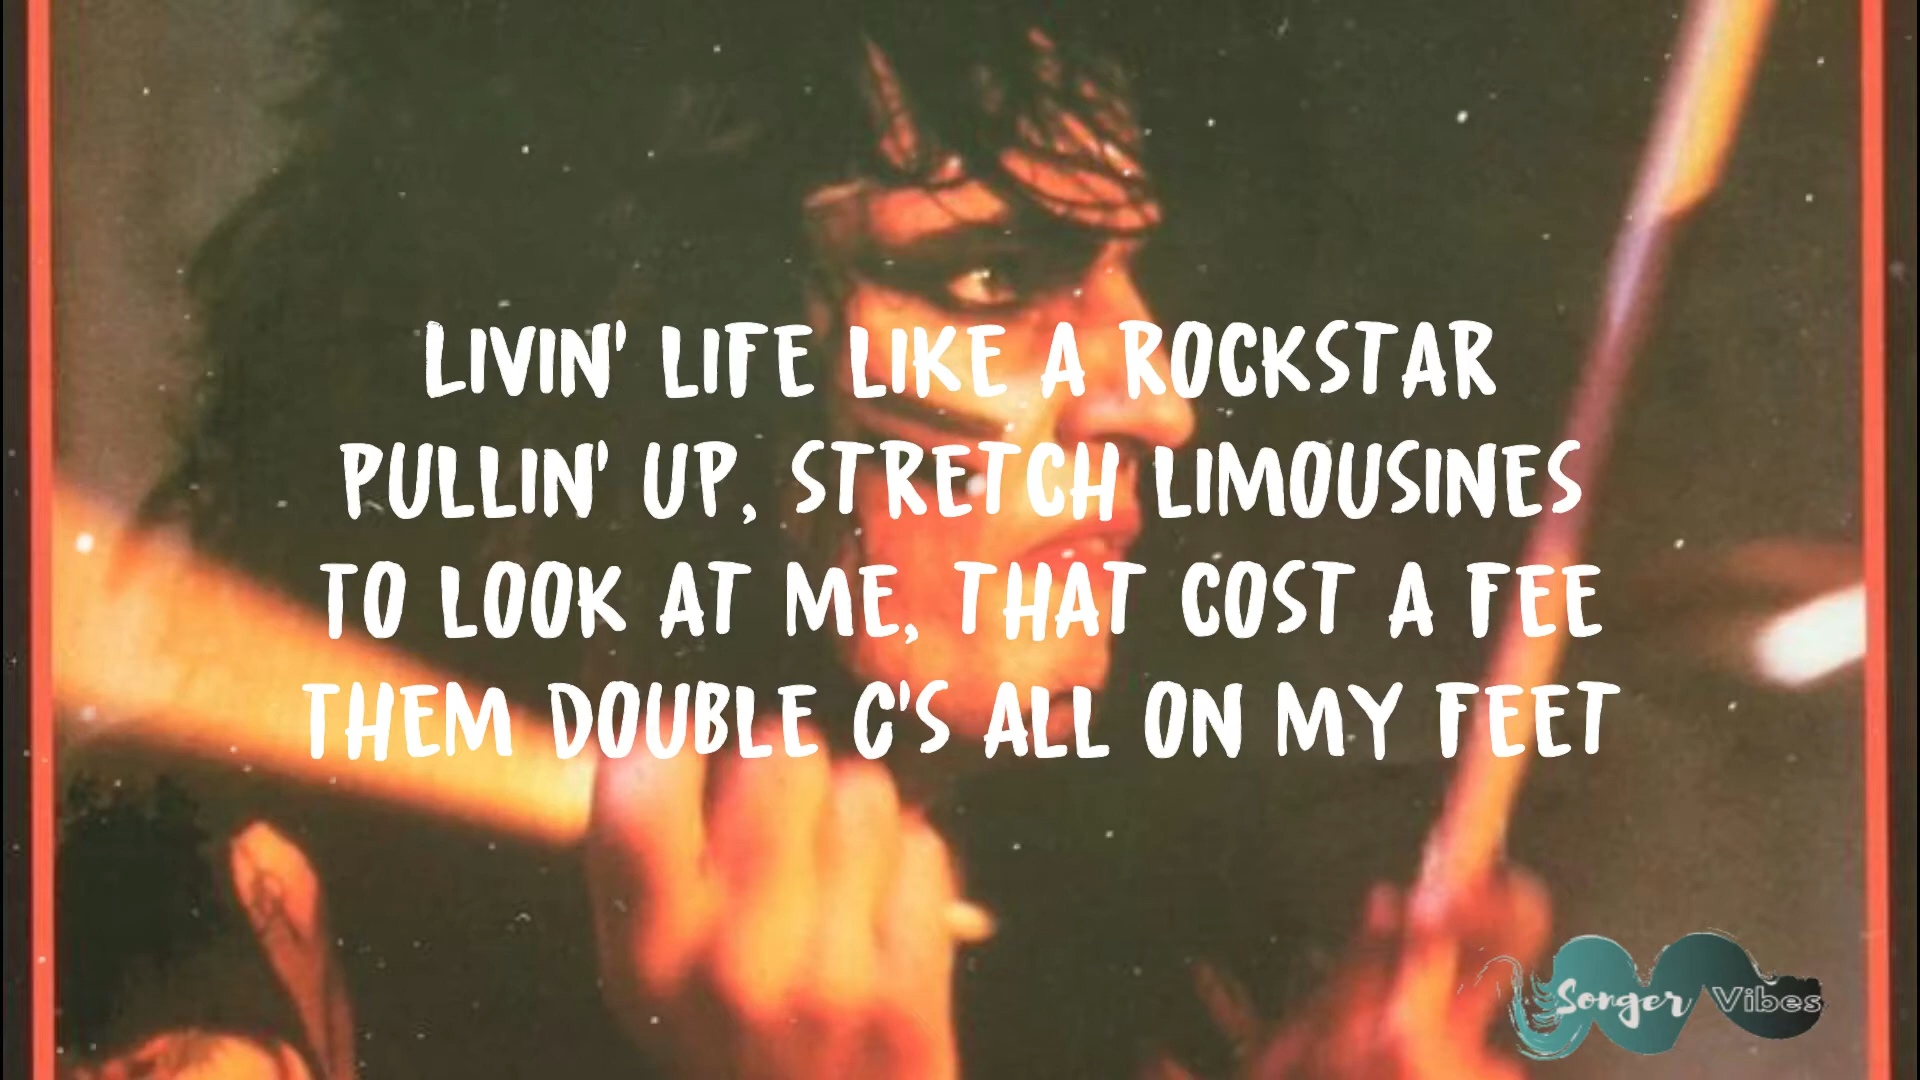 LIVIN' LIFE LIKE A ROCKSTAR
PULLIN' UP, STRETCH LIMOUSINES
TO LOOK AT ME, THAT COST A FEE
THEM DOUBLE C'S ALL ON MY FEET
Songer Vibes